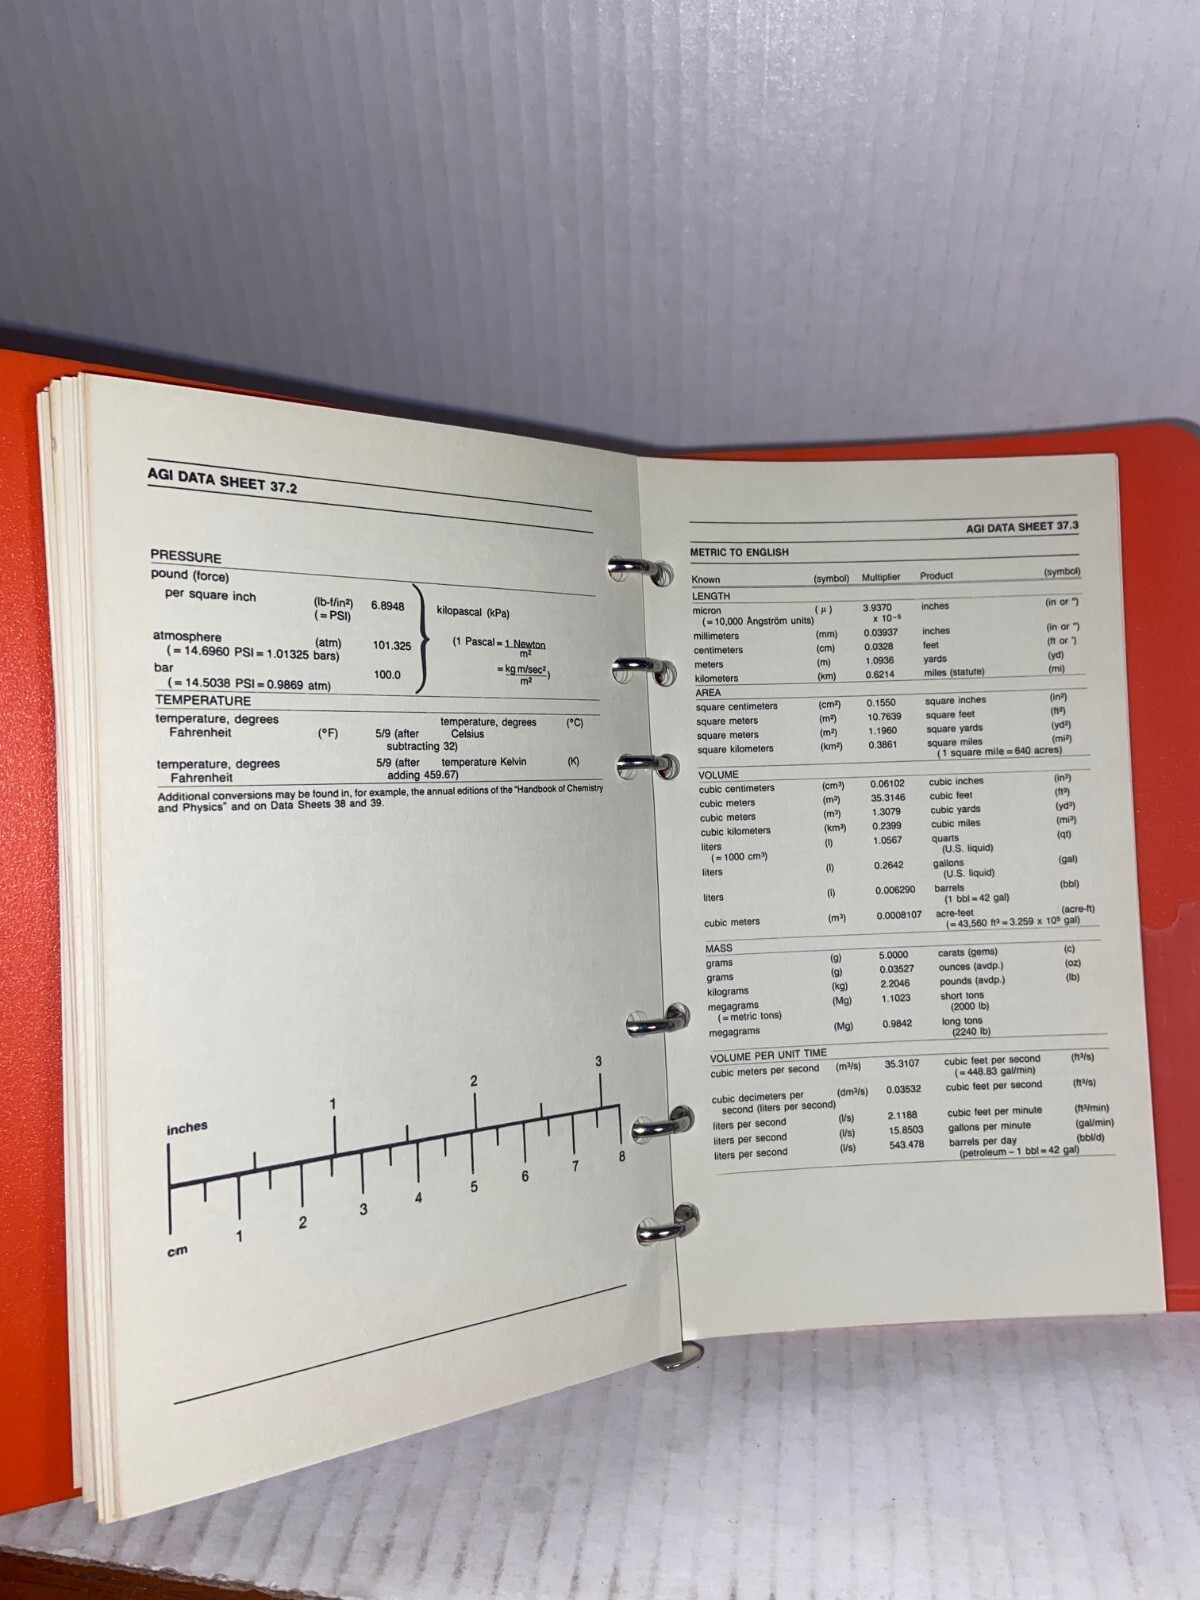 AGI DATA SHEET 37.2
PRESSURE
pound (force)
per square inch (lb-f/in²) 6.8948
(= PSI)
kilopascal (kPa)
atmosphere (atm) 101.325
(= 14.6960 PSI = 1.01325 bars)
(1 Pascal = 1 Newton
m²
bar 100.0
(= 14.5038 PSI = 0.9869 atm)
= kg m/sec²)
m²
TEMPERATURE
temperature, degrees (°F) 5/9 (after temperature, degrees (°C)
Fahrenheit subtracting 32) Celsius
temperature, degrees 5/9 (after temperature Kelvin (K)
Fahrenheit adding 459.67)
Additional conversions may be found in, for example, the annual editions of the "Handbook of Chemistry
and Physics" and on Data Sheets 38 and 39.
inches 1 2 3
cm 1 2 3 4 5 6 7 8
AGI DATA SHEET 37.3
METRIC TO ENGLISH
Known (symbol) Multiplier Product (symbol)
LENGTH
micron (μ) 3.9370 inches (in or ")
(= 10,000 Angström units) x 10⁻⁵
millimeters (mm) 0.03937 inches (in or ")
centimeters (cm) 0.0328 feet (ft or ')
meters (m) 1.0936 yards (yd)
kilometers (km) 0.6214 miles (statute) (mi)
AREA
square centimeters (cm²) 0.1550 square inches (in²)
square meters (m²) 10.7639 square feet (ft²)
square meters (m²) 1.1960 square yards (yd²)
square kilometers (km²) 0.3861 square miles (mi²)
(1 square mile = 640 acres)
VOLUME
cubic centimeters (cm³) 0.06102 cubic inches (in³)
cubic meters (m³) 35.3146 cubic feet (ft³)
cubic meters (m³) 1.3079 cubic yards (yd³)
cubic kilometers (km³) 0.2399 cubic miles (mi³)
liters (l) 1.0567 quarts (qt)
(= 1000 cm³) (U.S. liquid)
liters (l) 0.2642 gallons (gal)
(U.S. liquid)
liters (l) 0.006290 barrels (bbl)
(1 bbl = 42 gal)
cubic meters (m³) 0.0008107 acre-feet (acre-ft)
(= 43,560 ft³ = 3.259 x 10⁵ gal)
MASS
grams (g) 5.0000 carats (gems) (c)
grams (g) 0.03527 ounces (avdp.) (oz)
kilograms (kg) 2.2046 pounds (avdp.) (lb)
megagrams (Mg) 1.1023 short tons
(= metric tons) (2000 lb)
megagrams (Mg) 0.9842 long tons
(2240 lb)
VOLUME PER UNIT TIME
cubic meters per second (m³/s) 35.3107 cubic feet per second (ft³/s)
(= 448.83 gal/min)
cubic decimeters per (dm³/s) 0.03532 cubic feet per second (ft³/s)
second (liters per second)
liters per second (l/s) 2.1188 cubic feet per minute (ft³/min)
liters per second (l/s) 15.8503 gallons per minute (gal/min)
liters per second (l/s) 543.478 barrels per day (bbl/d)
(petroleum – 1 bbl = 42 gal)